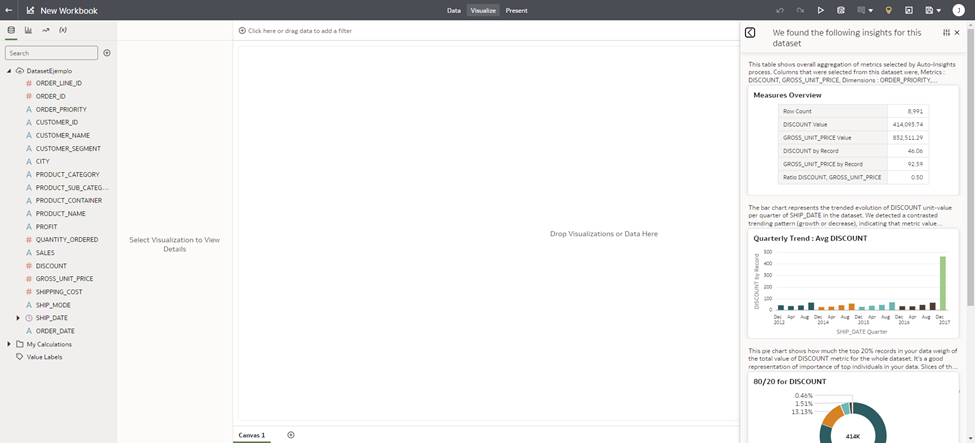 New Workbook
Data Visualize Present
J
Search
DatasetEjemplo
# ORDER_LINE_ID
# ORDER_ID
A ORDER_PRIORITY
A CUSTOMER_ID
A CUSTOMER_NAME
A CUSTOMER_SEGMENT
A CITY
A PRODUCT_CATEGORY
A PRODUCT_SUB_CATEG...
A PRODUCT_CONTAINER
A PRODUCT_NAME
A PROFIT
# QUANTITY_ORDERED
A SALES
# DISCOUNT
# GROSS_UNIT_PRICE
# SHIPPING_COST
A SHIP_MODE
SHIP_DATE
A ORDER_DATE
My Calculations
Value Labels
Select Visualization to View
Details
Click here or drag data to add a filter
Drop Visualizations or Data Here
Canvas 1
We found the following insights for this
dataset
This table shows overall aggregation of metrics selected by Auto-Insights
process. Columns that were selected from this dataset were, Metrics :
DISCOUNT, GROSS_UNIT_PRICE, Dimensions : ORDER_PRIORITY,...
Measures Overview
Row Count 8,991
DISCOUNT Value 414,093.74
GROSS_UNIT_PRICE Value 832,511.29
DISCOUNT by Record 46.06
GROSS_UNIT_PRICE by Record 92.59
Ratio DISCOUNT, GROSS_UNIT_PRICE 0.50
The bar chart represents the trended evolution of DISCOUNT unit-value
per quarter of SHIP_DATE in the dataset. We detected a contrasted
trending pattern (growth or decrease), indicating that metric value...
Quarterly Trend : Avg DISCOUNT
DISCOUNT by Record
500
400
300
200
100
0
Dec Apr Aug Dec Apr Aug Dec Apr Aug Dec Apr Aug Dec
2012 2014 2015 2016 2017
SHIP_DATE Quarter
This pie chart shows how much the top 20% records in your data weigh of
the total value of DISCOUNT metric for the whole dataset. It's a good
representation of importance of top individuals in your data. Slices of th...
80/20 for DISCOUNT
0.46%
1.51%
13.13%
414K